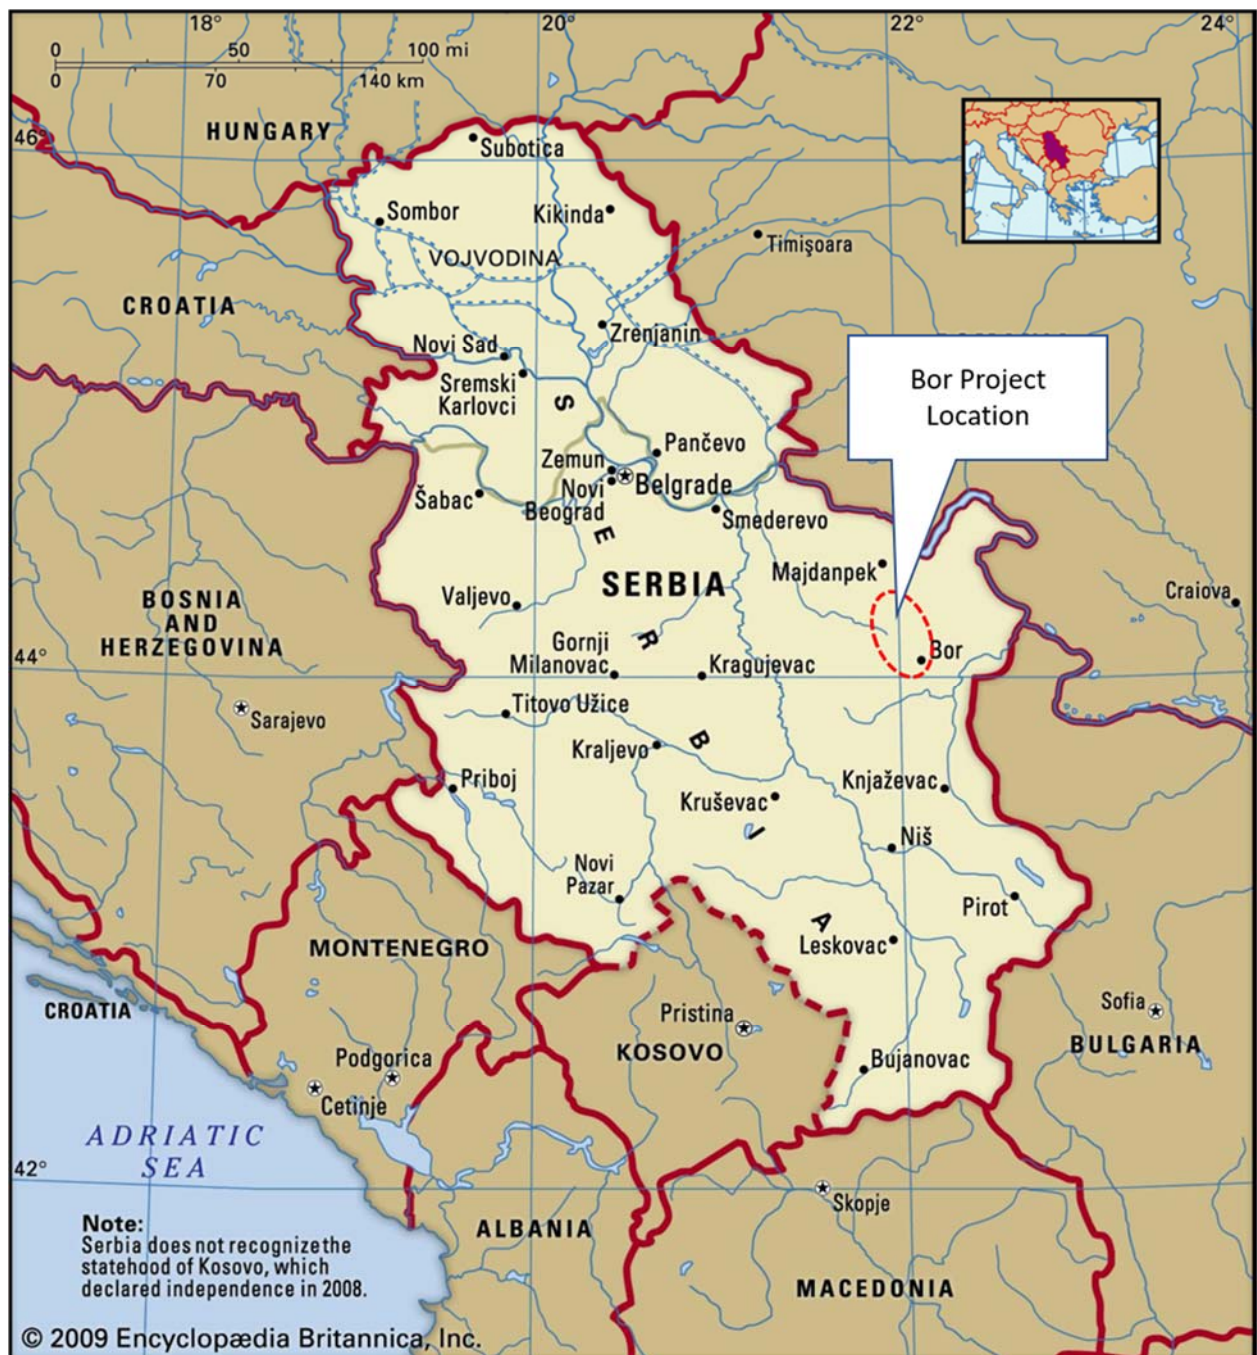 18°
20°
22°
24°
0 50 100 mi
0 70 140 km
HUNGARY
46°
Subotica
Sombor
Kikinda
VOJVODINA
Timişoara
CROATIA
Zrenjanin
Novi Sad
Sremski
Karlovci
Bor Project
Location
Pančevo
Zemun
Belgrade
Novi
Beograd
Šabac
Smederevo
SERBIA
Majdanpek
Valjevo
Craiova
BOSNIA
AND
HERZEGOVINA
Gornji
Milanovac
Kragujevac
Bor
44°
Titovo Užice
Sarajevo
Kraljevo
Priboj
Knjaževac
Kruševac
Niš
Novi
Pazar
Pirot
SERBIA
Leskovac
MONTENEGRO
CROATIA
Sofia
Pristina
KOSOVO
BULGARIA
Podgorica
Bujanovac
Cetinje
ADRIATIC
SEA
42°
Skopje
ALBANIA
MACEDONIA
Note:
Serbia does not recognize the
statehood of Kosovo, which
declared independence in 2008.
© 2009 Encyclopædia Britannica, Inc.